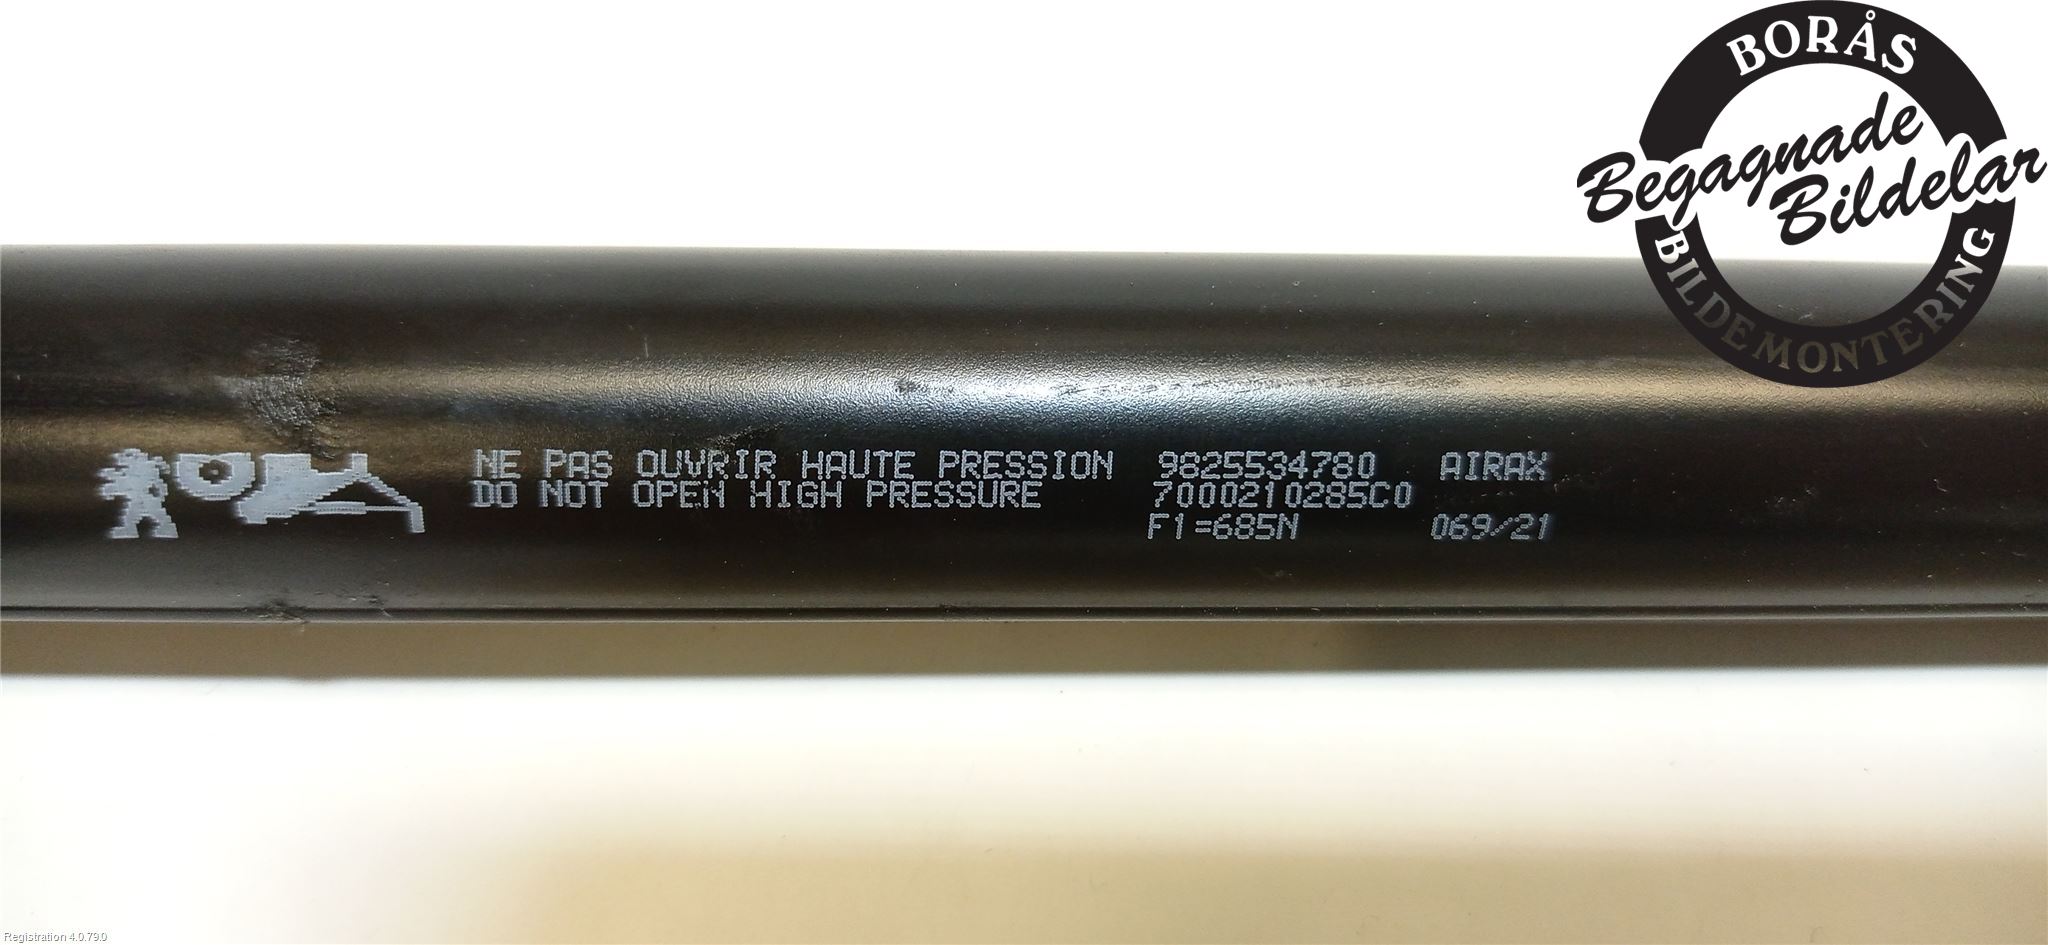 BORÅS
Begagnade
Bildelar
BILDEMONTERING
NE PAS OUVRIR HAUTE PRESSION 9825534780 AIRAX
DO NOT OPEN HIGH PRESSURE 7000210285C0
F1=685N 069/21
Registration 4.0.79.0